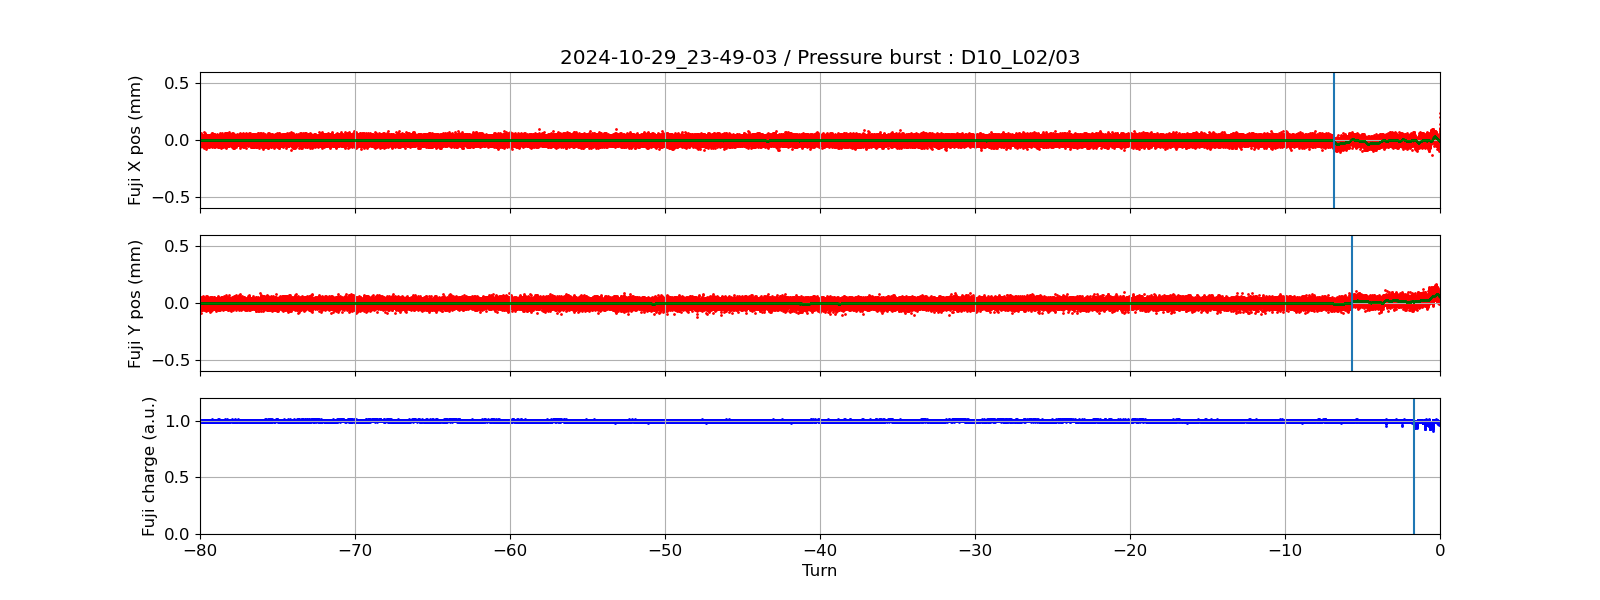 2024-10-29_23-49-03 / Pressure burst : D10_L02/03
Fuji X pos (mm)
0.5
0.0
−0.5
Fuji Y pos (mm)
0.5
0.0
−0.5
Fuji charge (a.u.)
1.0
0.5
0.0
−80 −70 −60 −50 −40 −30 −20 −10 0
Turn